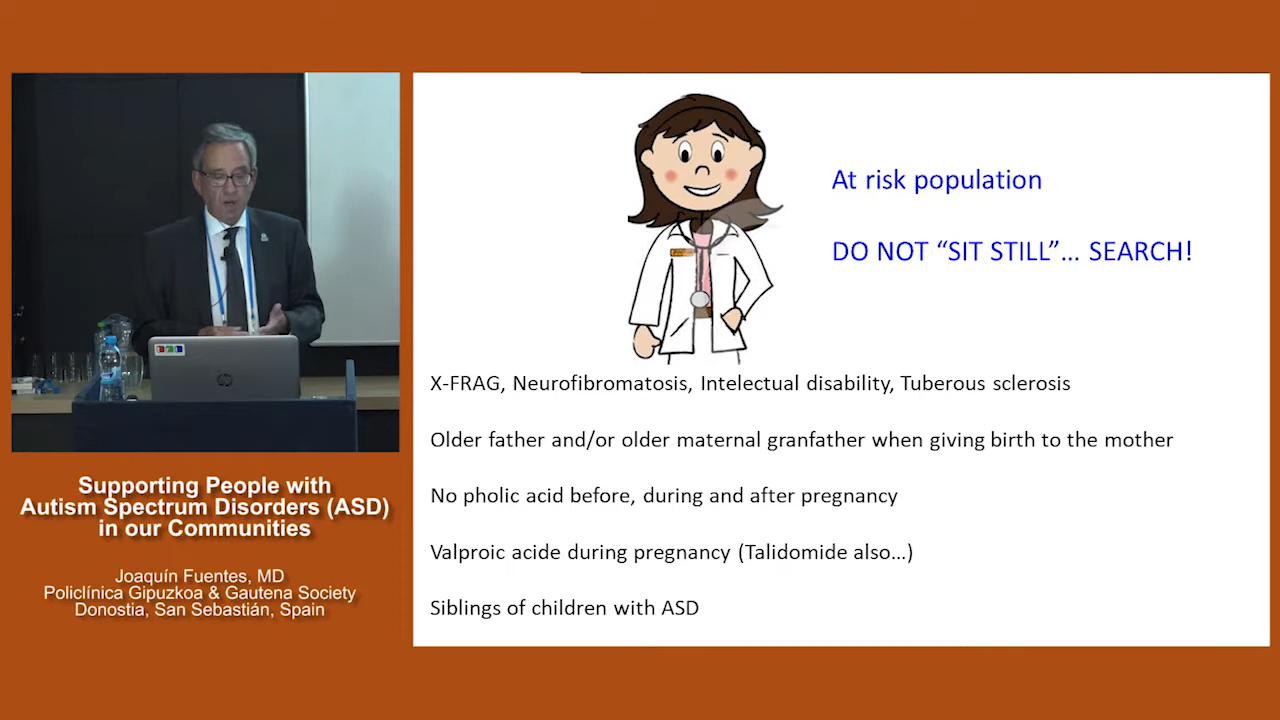 At risk population
DO NOT “SIT STILL”... SEARCH!
X-FRAG, Neurofibromatosis, Intelectual disability, Tuberous sclerosis
Older father and/or older maternal granfather when giving birth to the mother
No pholic acid before, during and after pregnancy
Valproic acide during pregnancy (Talidomide also...)
Siblings of children with ASD
Supporting People with
Autism Spectrum Disorders (ASD)
in our Communities
Joaquín Fuentes, MD
Policlínica Gipuzkoa & Gautena Society
Donostia, San Sebastián, Spain
hp